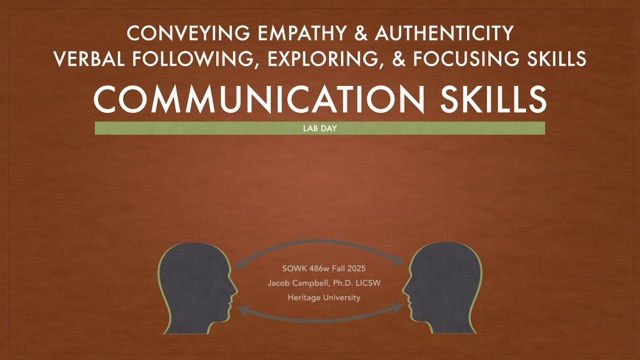 CONVEYING EMPATHY & AUTHENTICITY
VERBAL FOLLOWING, EXPLORING, & FOCUSING SKILLS
COMMUNICATION SKILLS
LAB DAY
SOWK 486w Fall 2025
Jacob Campbell, Ph.D. LICSW
Heritage University